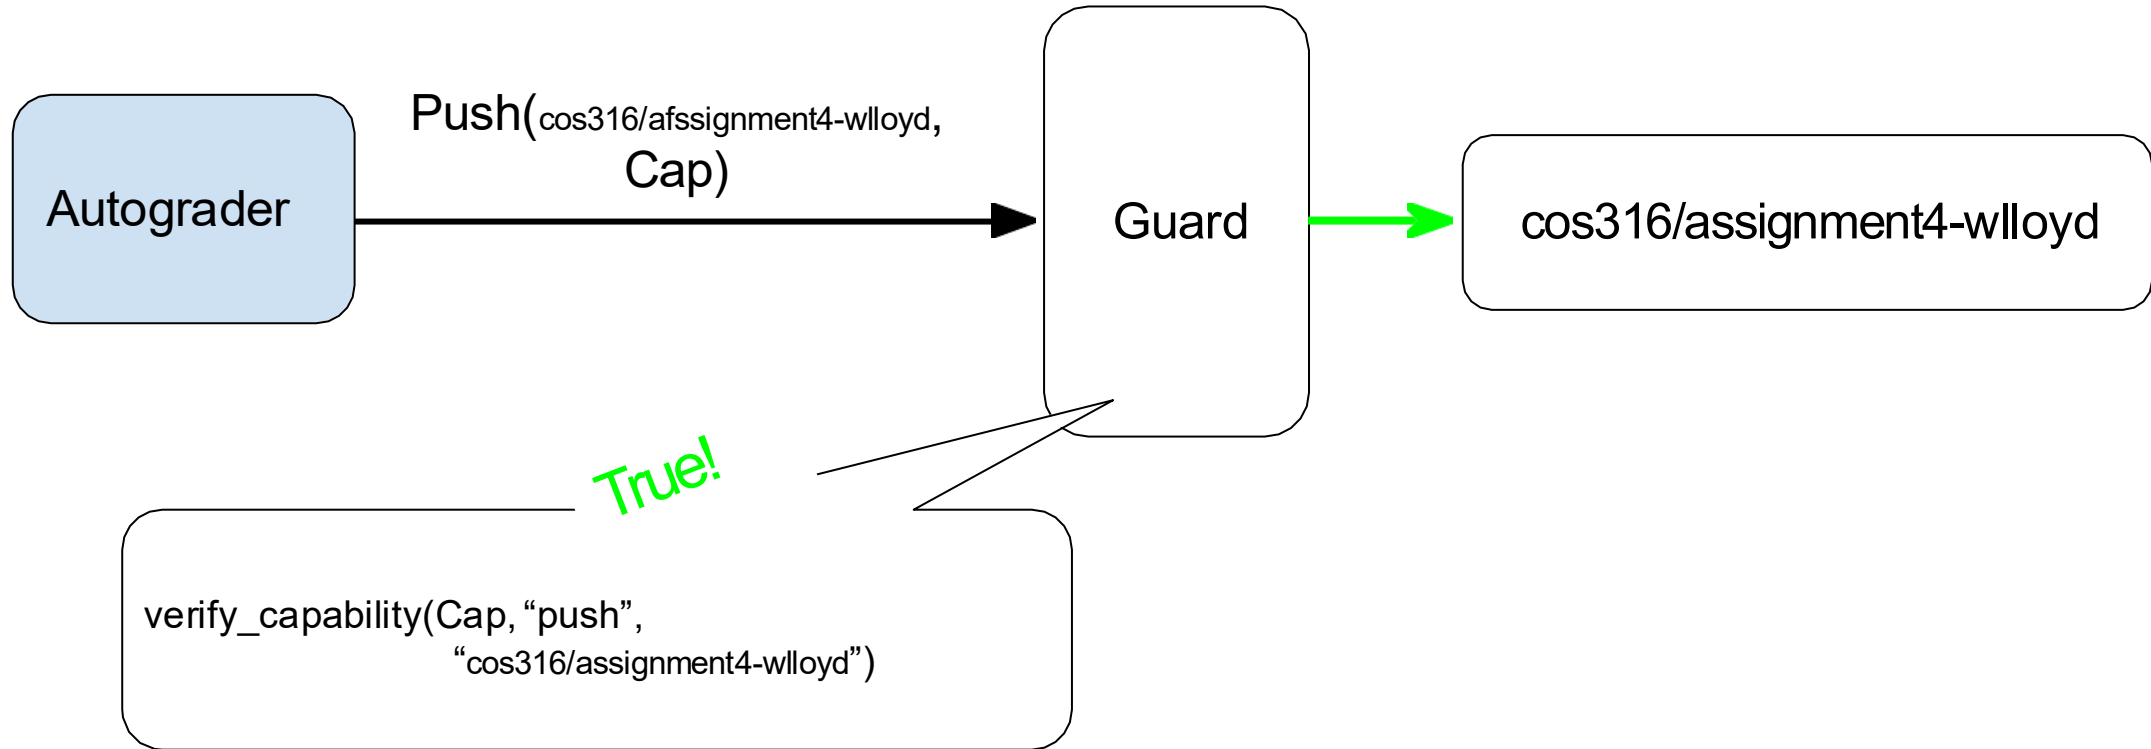 Push(cos316/afssignment4-wlloyd,
Cap)
Autograder
Guard
cos316/assignment4-wlloyd
True!
verify_capability(Cap, “push”,
“cos316/assignment4-wlloyd”)